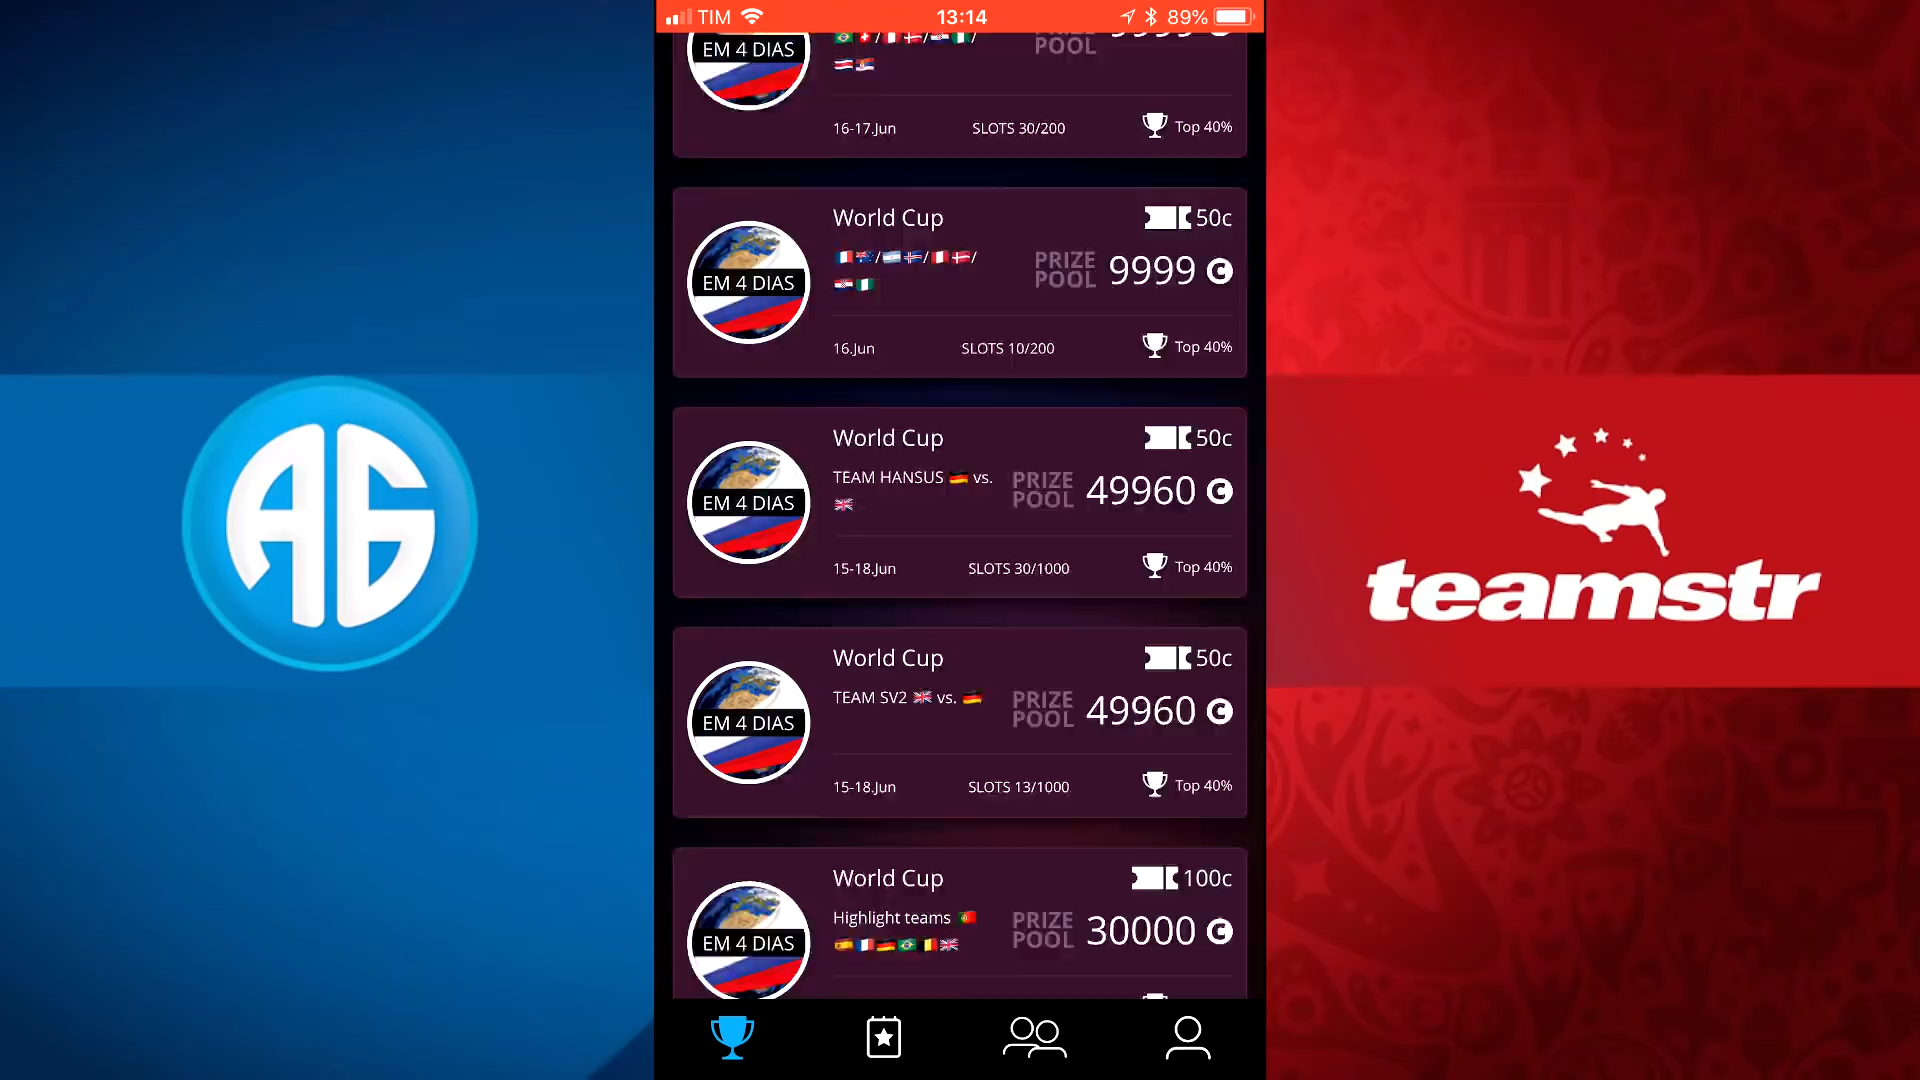 TIM 13:14 89%
EM 4 DIAS
POOL
16-17.Jun SLOTS 30/200 Top 40%
World Cup 50c
/ / /
EM 4 DIAS
PRIZE
POOL 9999 C
16.Jun SLOTS 10/200 Top 40%
World Cup 50c
TEAM HANSUS vs.
EM 4 DIAS
PRIZE
POOL 49960 C
15-18.Jun SLOTS 30/1000 Top 40%
World Cup 50c
TEAM SV2 vs.
EM 4 DIAS
PRIZE
POOL 49960 C
15-18.Jun SLOTS 13/1000 Top 40%
World Cup 100c
Highlight teams
EM 4 DIAS
PRIZE
POOL 30000 C
AG
teamstr